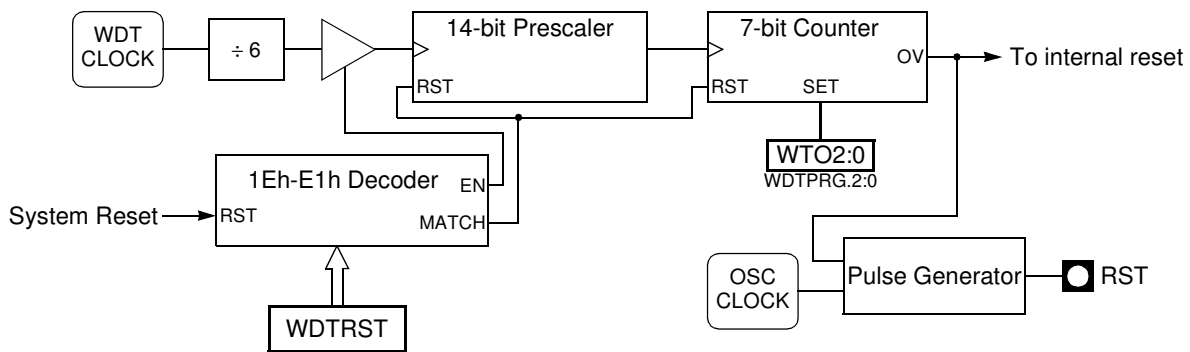 WDT
CLOCK
÷ 6
14-bit Prescaler
RST
7-bit Counter
OV
RST
SET
To internal reset
WTO2:0
WDTPRG.2:0
1Eh-E1h Decoder
EN
RST
MATCH
System Reset
WDTRST
OSC
CLOCK
Pulse Generator
RST